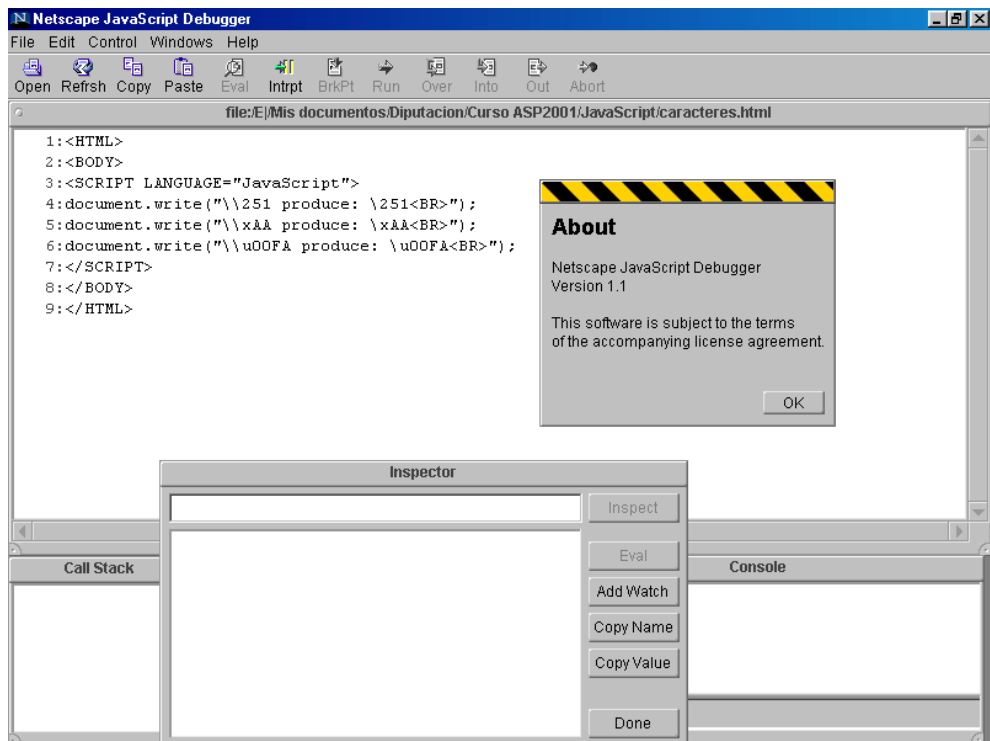 Netscape JavaScript Debugger
File Edit Control Windows Help
Open Refrsh Copy Paste Eval Intrpt BrkPt Run Over Into Out Abort
file:/E|/Mis documentos/Diputacion/Curso ASP2001/JavaScript/caracteres.html
1:<HTML>
2:<BODY>
3:<SCRIPT LANGUAGE="JavaScript">
4:document.write("\\251 produce: \251<BR>");
5:document.write("\\xAA produce: \xAA<BR>");
6:document.write("\\u00FA produce: \u00FA<BR>");
7:</SCRIPT>
8:</BODY>
9:</HTML>
About
Netscape JavaScript Debugger
Version 1.1
This software is subject to the terms
of the accompanying license agreement.
OK
Inspector
Inspect
Eval
Add Watch
Copy Name
Copy Value
Done
Call Stack
Console